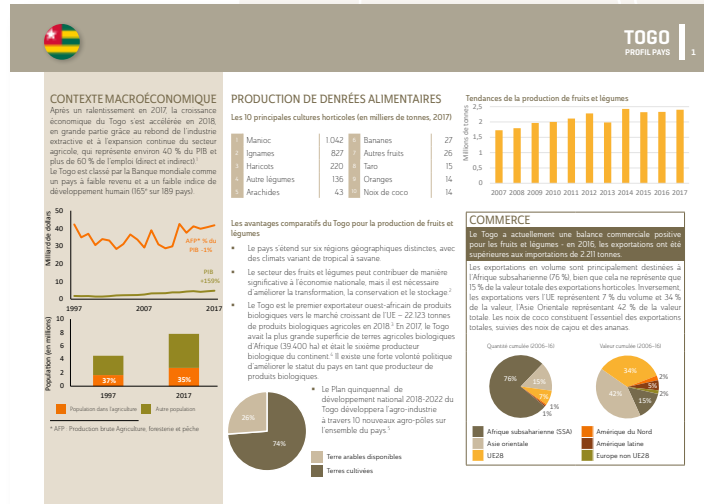 TOGO
PROFIL PAYS
1
CONTEXTE MACROÉCONOMIQUE
Après un ralentissement en 2017, la croissance
économique du Togo s'est accélérée en 2018,
en grande partie grâce au rebond de l'industrie
extractive et à l'expansion continue du secteur
agricole, qui représente environ 40 % du PIB et
plus de 60 % de l'emploi (direct et indirect).1
Le Togo est classé par la Banque mondiale comme
un pays à faible revenu et a un faible indice de
développement humain (165e sur 189 pays).
Milliard de dollars
50
40
30
20
10
0
AFP* % du
PIB -1%
PIB
+159%
1997
2007
2017
Population (en millions)
10
8
6
4
2
0
37%
35%
1997
2017
Population dans l'agriculture
Autre population
* AFP : Production brute Agriculture, foresterie et pêche
PRODUCTION DE DENRÉES ALIMENTAIRES
Les 10 principales cultures horticoles (en milliers de tonnes, 2017)
1 Manioc 1 042 6 Bananes 27
2 Ignames 827 7 Autres fruits 26
3 Haricots 220 8 Taro 15
4 Autre légumes 136 9 Oranges 14
5 Arachides 43 10 Noix de coco 14
Les avantages comparatifs du Togo pour la production de fruits et
légumes
• Le pays s'étend sur six régions géographiques distinctes, avec
des climats variant de tropical à savane.
• Le secteur des fruits et légumes peut contribuer de manière
significative à l'économie nationale, mais il est nécessaire
d'améliorer la transformation, la conservation et le stockage.2
• Le Togo est le premier exportateur ouest-africain de produits
biologiques vers le marché croissant de l'UE – 22 123 tonnes
de produits biologiques agricoles en 2018.3 En 2017, le Togo
avait la plus grande superficie de terres agricoles biologiques
d'Afrique (39 400 ha) et était le sixième producteur
biologique du continent.4 Il existe une forte volonté politique
d'améliorer le statut du pays en tant que producteur de
produits biologiques.
• Le Plan quinquennal de
développement national 2018-2022 du
Togo développera l'agro-industrie
à travers 10 nouveaux agro-pôles sur
l'ensemble du pays.5
26%
74%
Terre arables disponibles
Terres cultivées
Tendances de la production de fruits et légumes
Millions de tonnes
2,5
2
1,5
1
0,5
0
2007 2008 2009 2010 2011 2012 2013 2014 2015 2016 2017
COMMERCE
Le Togo a actuellement une balance commerciale positive
pour les fruits et légumes - en 2016, les exportations ont été
supérieures aux importations de 2.211 tonnes.
Les exportations en volume sont principalement destinées à
l'Afrique subsaharienne (76 %), bien que cela ne représente que
15 % de la valeur totale des exportations horticoles. Inversement,
les exportations vers l'UE représentent 7 % du volume et 34 %
de la valeur, l'Asie Orientale représentant 42 % de la valeur
totale. Les noix de coco constituent l'essentiel des exportations
totales, suivies des noix de cajou et des ananas.
Quantité cumulée (2006-16)
76%
15%
7%
1%
1%
Valeur cumulée (2006-16)
34%
2%
5%
2%
15%
42%
Afrique subsaharienne (SSA)
Amérique du Nord
Asie orientale
Amérique latine
UE28
Europe non UE28